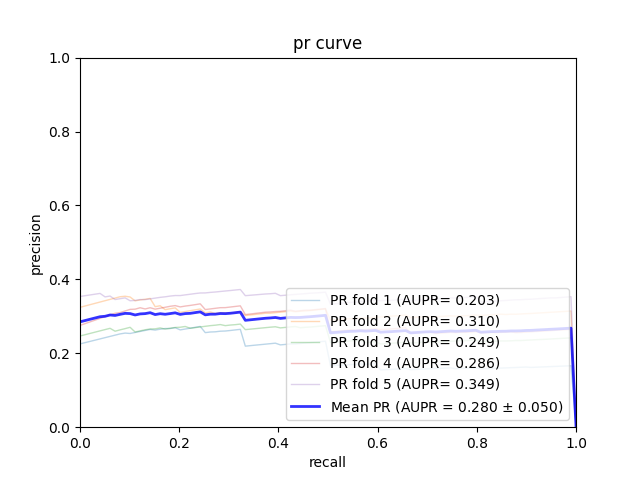 pr curve
1.0
0.8
0.6
0.4
0.2
0.0
precision
PR fold 1 (AUPR= 0.203)
PR fold 2 (AUPR= 0.310)
PR fold 3 (AUPR= 0.249)
PR fold 4 (AUPR= 0.286)
PR fold 5 (AUPR= 0.349)
Mean PR (AUPR = 0.280 ± 0.050)
0.0 0.2 0.4 0.6 0.8 1.0
recall